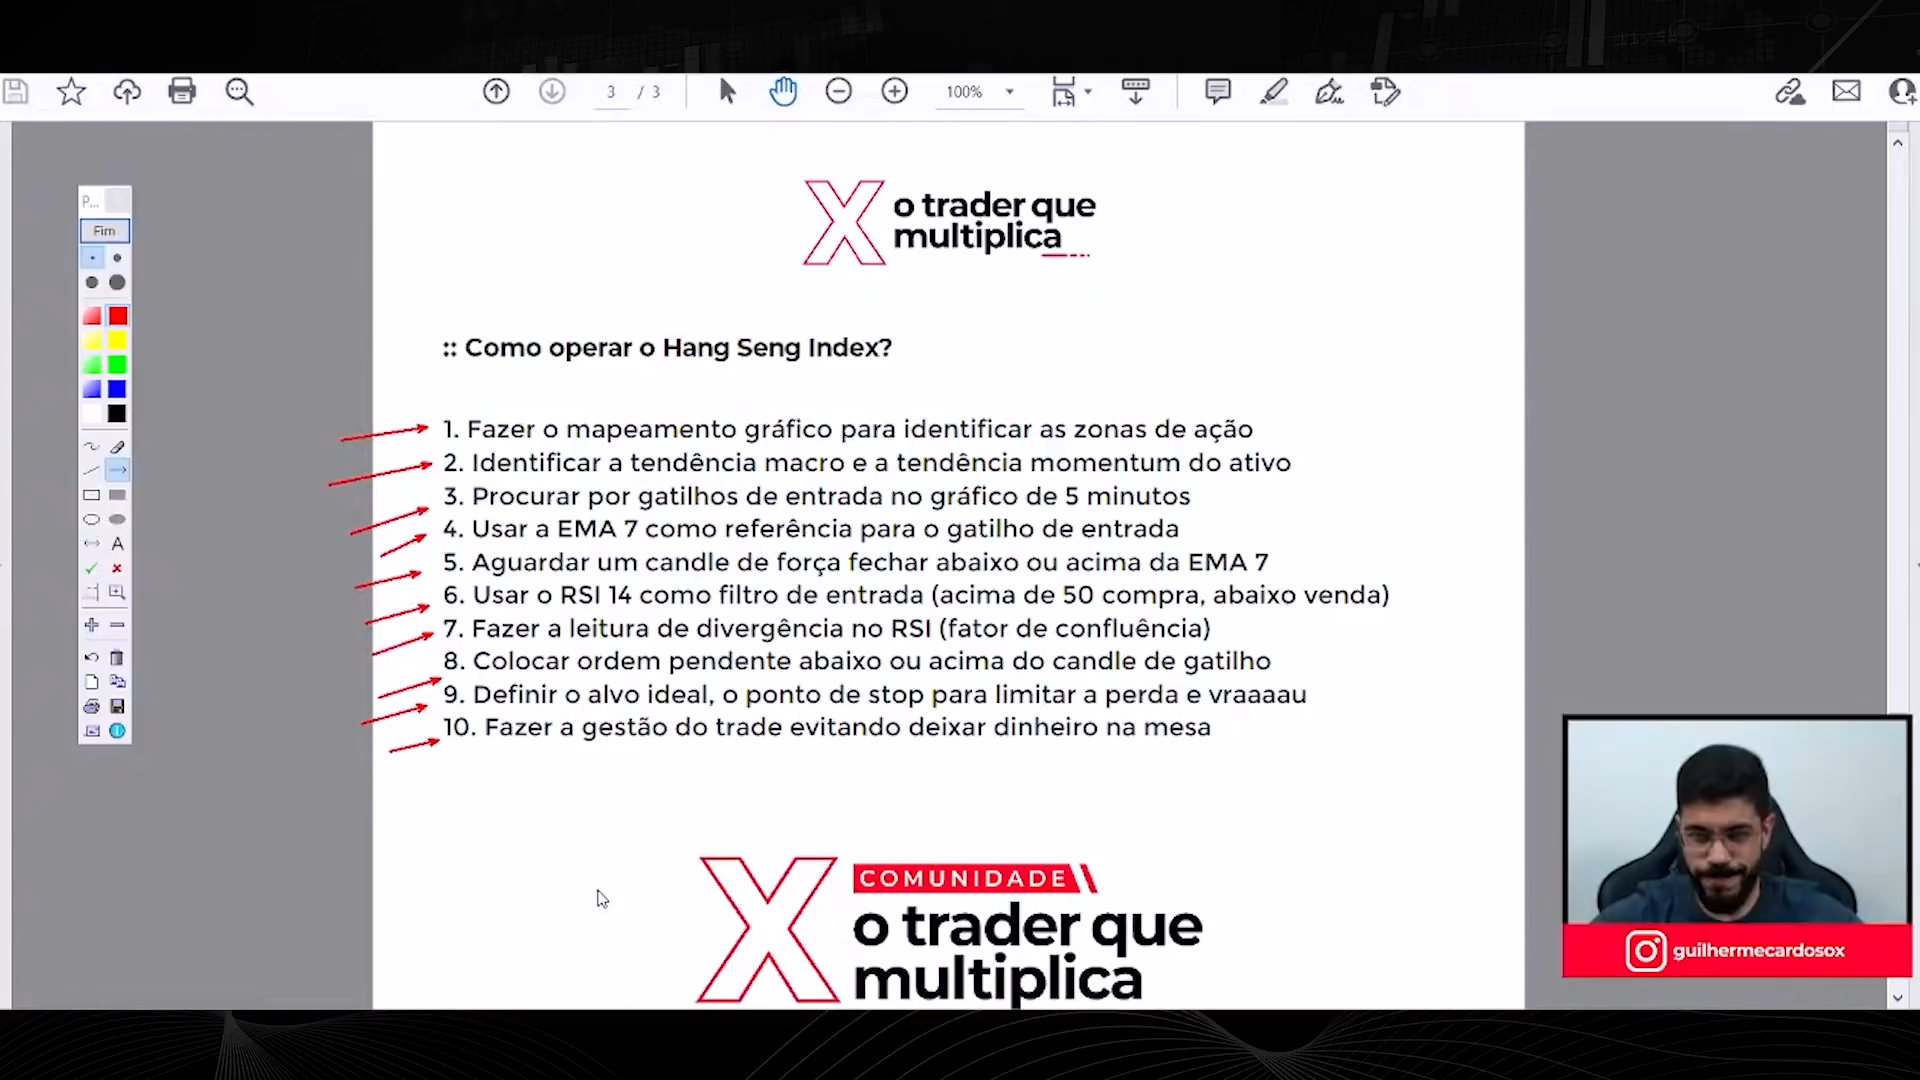 3 / 3
100%
P...
Fim
A
X o trader que
multiplica
:: Como operar o Hang Seng Index?
1. Fazer o mapeamento gráfico para identificar as zonas de ação
2. Identificar a tendência macro e a tendência momentum do ativo
3. Procurar por gatilhos de entrada no gráfico de 5 minutos
4. Usar a EMA 7 como referência para o gatilho de entrada
5. Aguardar um candle de força fechar abaixo ou acima da EMA 7
6. Usar o RSI 14 como filtro de entrada (acima de 50 compra, abaixo venda)
7. Fazer a leitura de divergência no RSI (fator de confluência)
8. Colocar ordem pendente abaixo ou acima do candle de gatilho
9. Definir o alvo ideal, o ponto de stop para limitar a perda e vraaaau
10. Fazer a gestão do trade evitando deixar dinheiro na mesa
X COMUNIDADE
o trader que
multiplica
guilhermecardosox